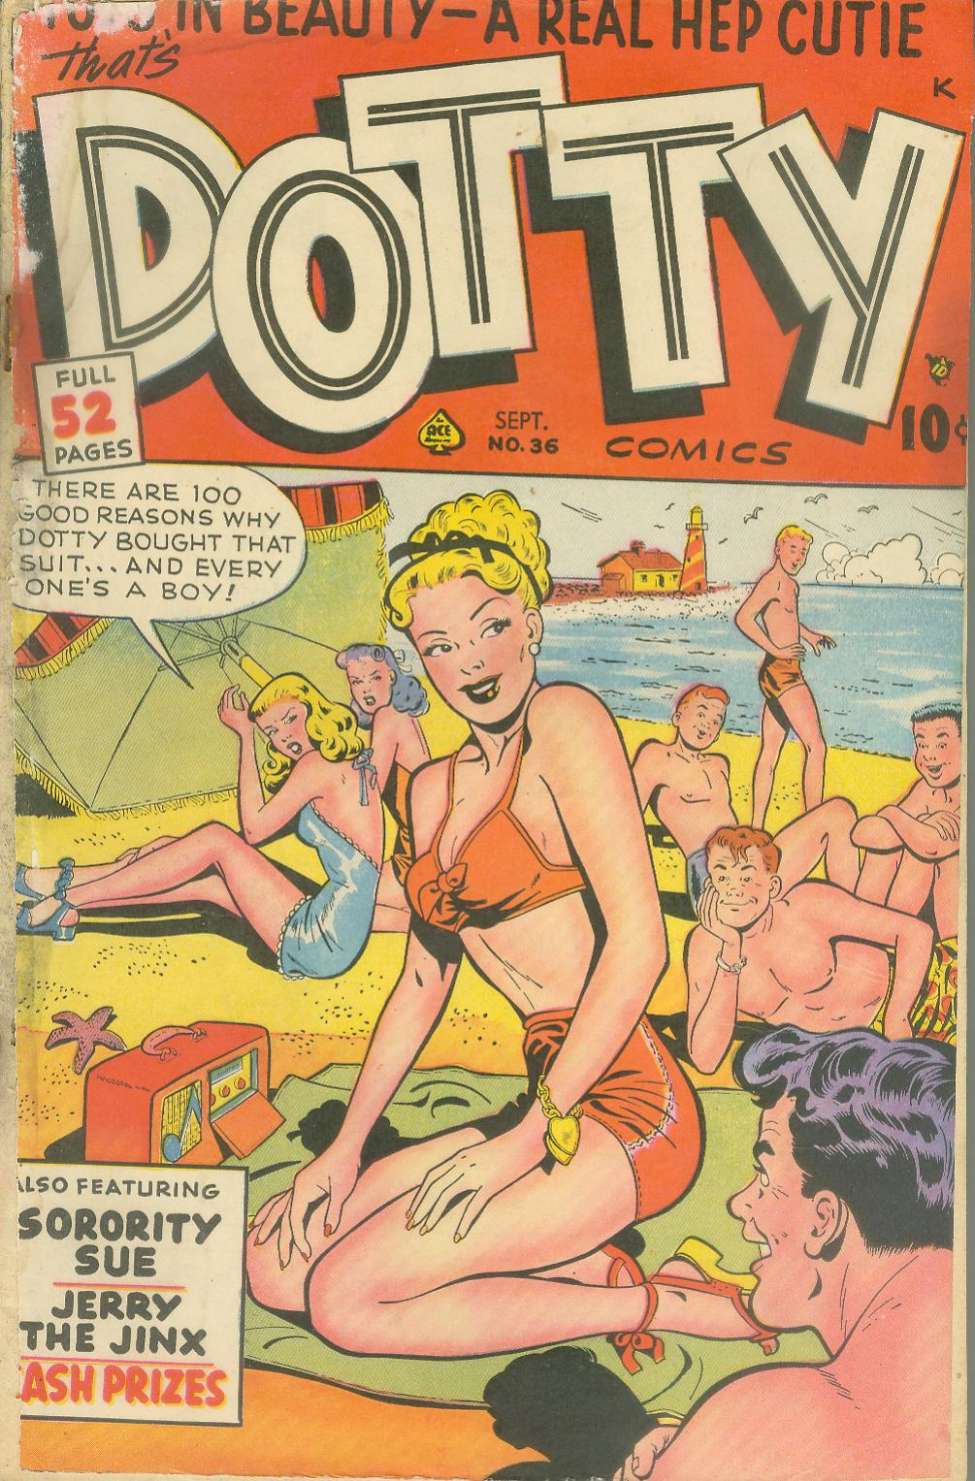 IN BEAUTY—A REAL HEP CUTIE
That's
DOTTY
K
FULL
52
PAGES
ACE
SEPT.
NO. 36
COMICS
10¢
THERE ARE 100
GOOD REASONS WHY
DOTTY BOUGHT THAT
SUIT... AND EVERY
ONE'S A BOY!
ALSO FEATURING
SORORITY
SUE
JERRY
THE JINX
CASH PRIZES